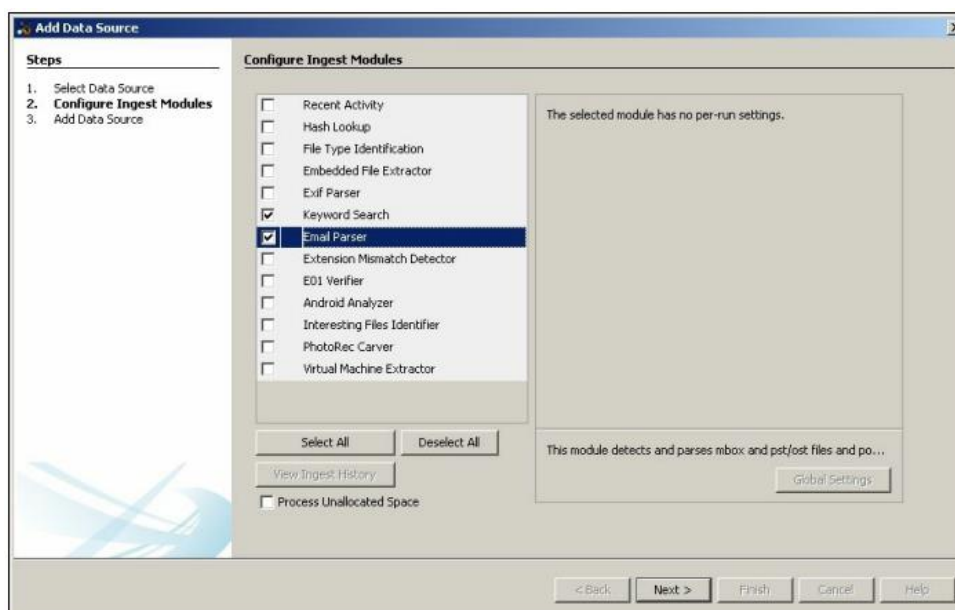 Add Data Source
Steps
1. Select Data Source
2. Configure Ingest Modules
3. Add Data Source
Configure Ingest Modules
Recent Activity
Hash Lookup
File Type Identification
Embedded File Extractor
Exif Parser
Keyword Search
Email Parser
Extension Mismatch Detector
E01 Verifier
Android Analyzer
Interesting Files Identifier
PhotoRec Carver
Virtual Machine Extractor
Select All
Deselect All
View Ingest History
Process Unallocated Space
The selected module has no per-run settings.
This module detects and parses mbox and pst/ost files and po...
Global Settings
< Back
Next >
Finish
Cancel
Help